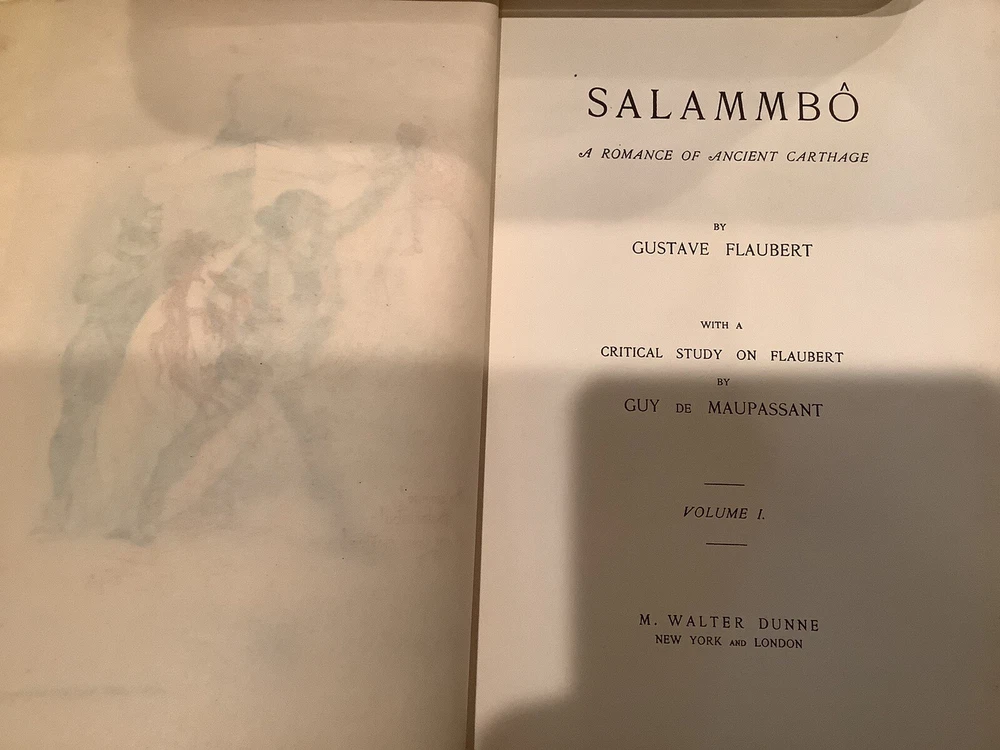 SALAMMBÔ
A ROMANCE OF ANCIENT CARTHAGE
BY
GUSTAVE FLAUBERT
WITH A
CRITICAL STUDY ON FLAUBERT
BY
GUY DE MAUPASSANT
VOLUME I.
M. WALTER DUNNE
NEW YORK AND LONDON